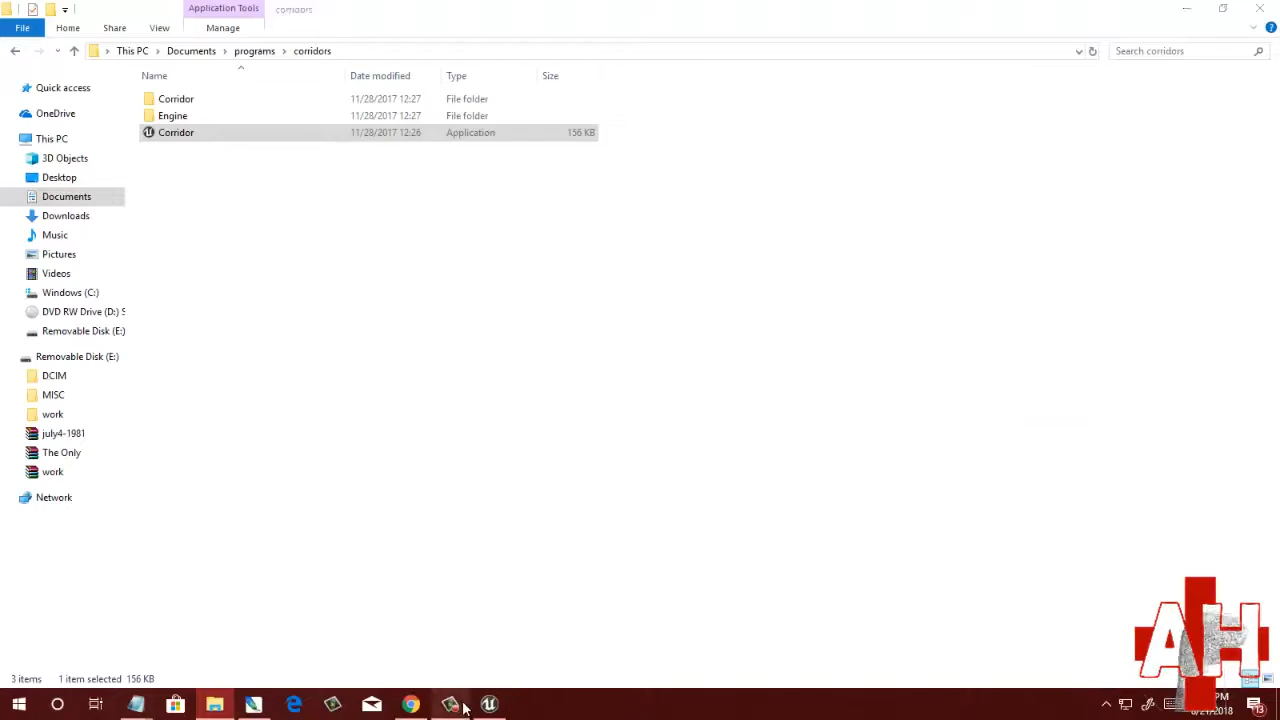 Application Tools corridors
File Home Share View Manage
This PC Documents programs corridors Search corridors
Name Date modified Type Size
Quick access
Corridor 11/28/2017 12:27 File folder
OneDrive
Engine 11/28/2017 12:27 File folder
Corridor 11/28/2017 12:26 Application 156 KB
This PC
3D Objects
Desktop
Documents
Downloads
Music
Pictures
Videos
Windows (C:)
DVD RW Drive (D:) S
Removable Disk (E:)
Removable Disk (E:)
DCIM
MISC
work
july4-1981
The Only
work
Network
AH
3 items 1 item selected 156 KB
PM
2018
13